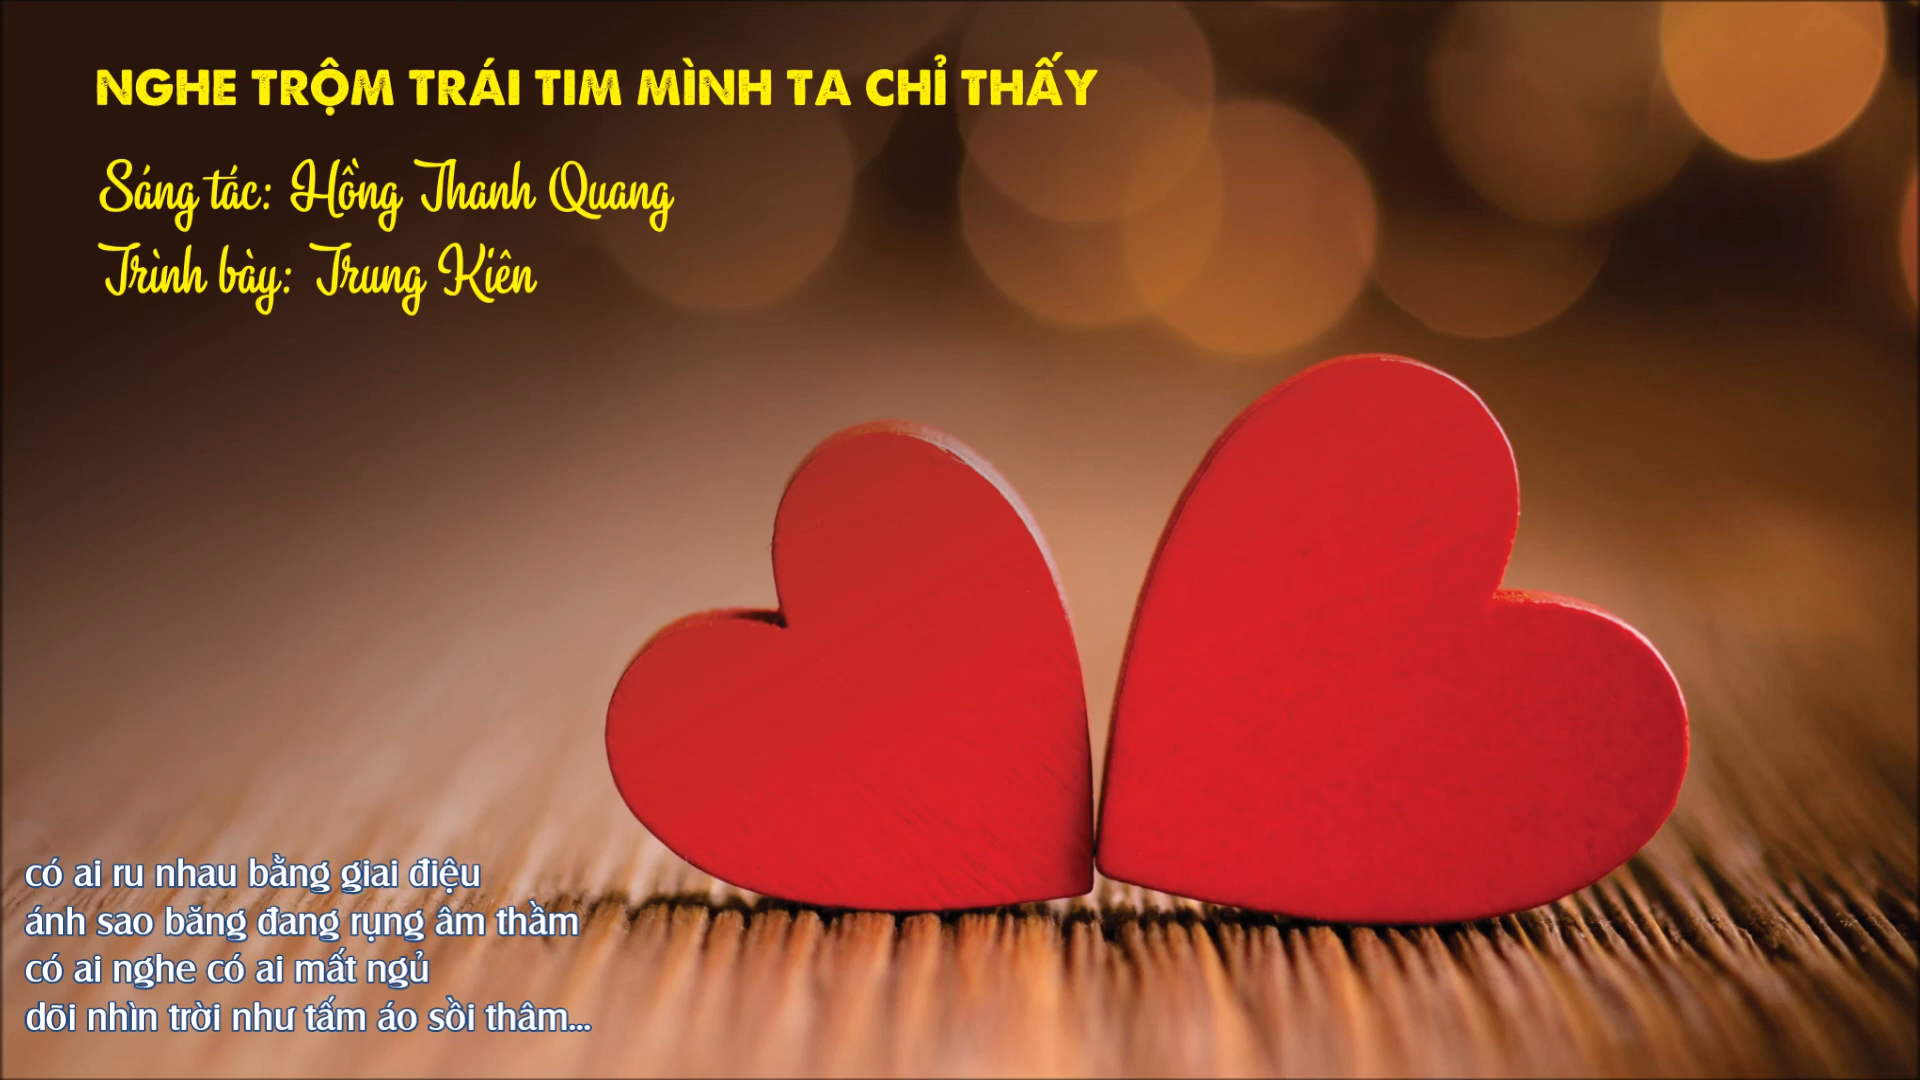 NGHE TRỘM TRÁI TIM MÌNH TA CHỈ THẤY
Sáng tác: Hồng Thanh Quang
Trình bày: Trung Kiên
có ai ru nhau bằng giai điệu
ánh sao băng đang rụng âm thầm
có ai nghe có ai mất ngủ
dõi nhìn trời như tấm áo sồi thâm...